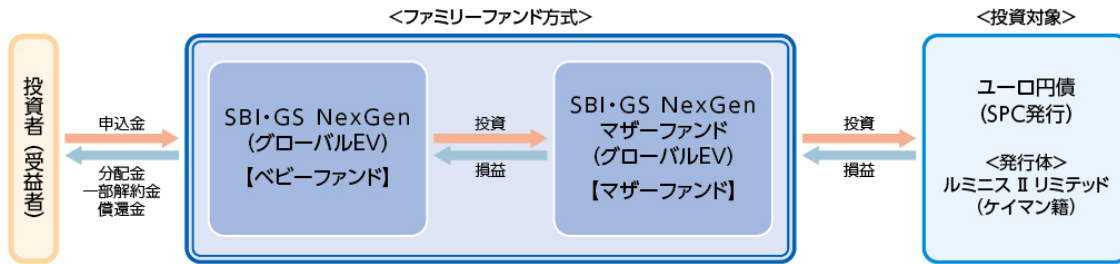 <ファミリーファンド方式>
<投資対象>
投資者(受益者)
申込金
分配金
一部解約金
償還金
SBI・GS NexGen
(グローバルEV)
【ベビーファンド】
投資
損益
SBI・GS NexGen
マザーファンド
(グローバルEV)
【マザーファンド】
投資
損益
ユーロ円債
(SPC発行)
<発行体>
ルミニス II リミテッド
(ケイマン籍)